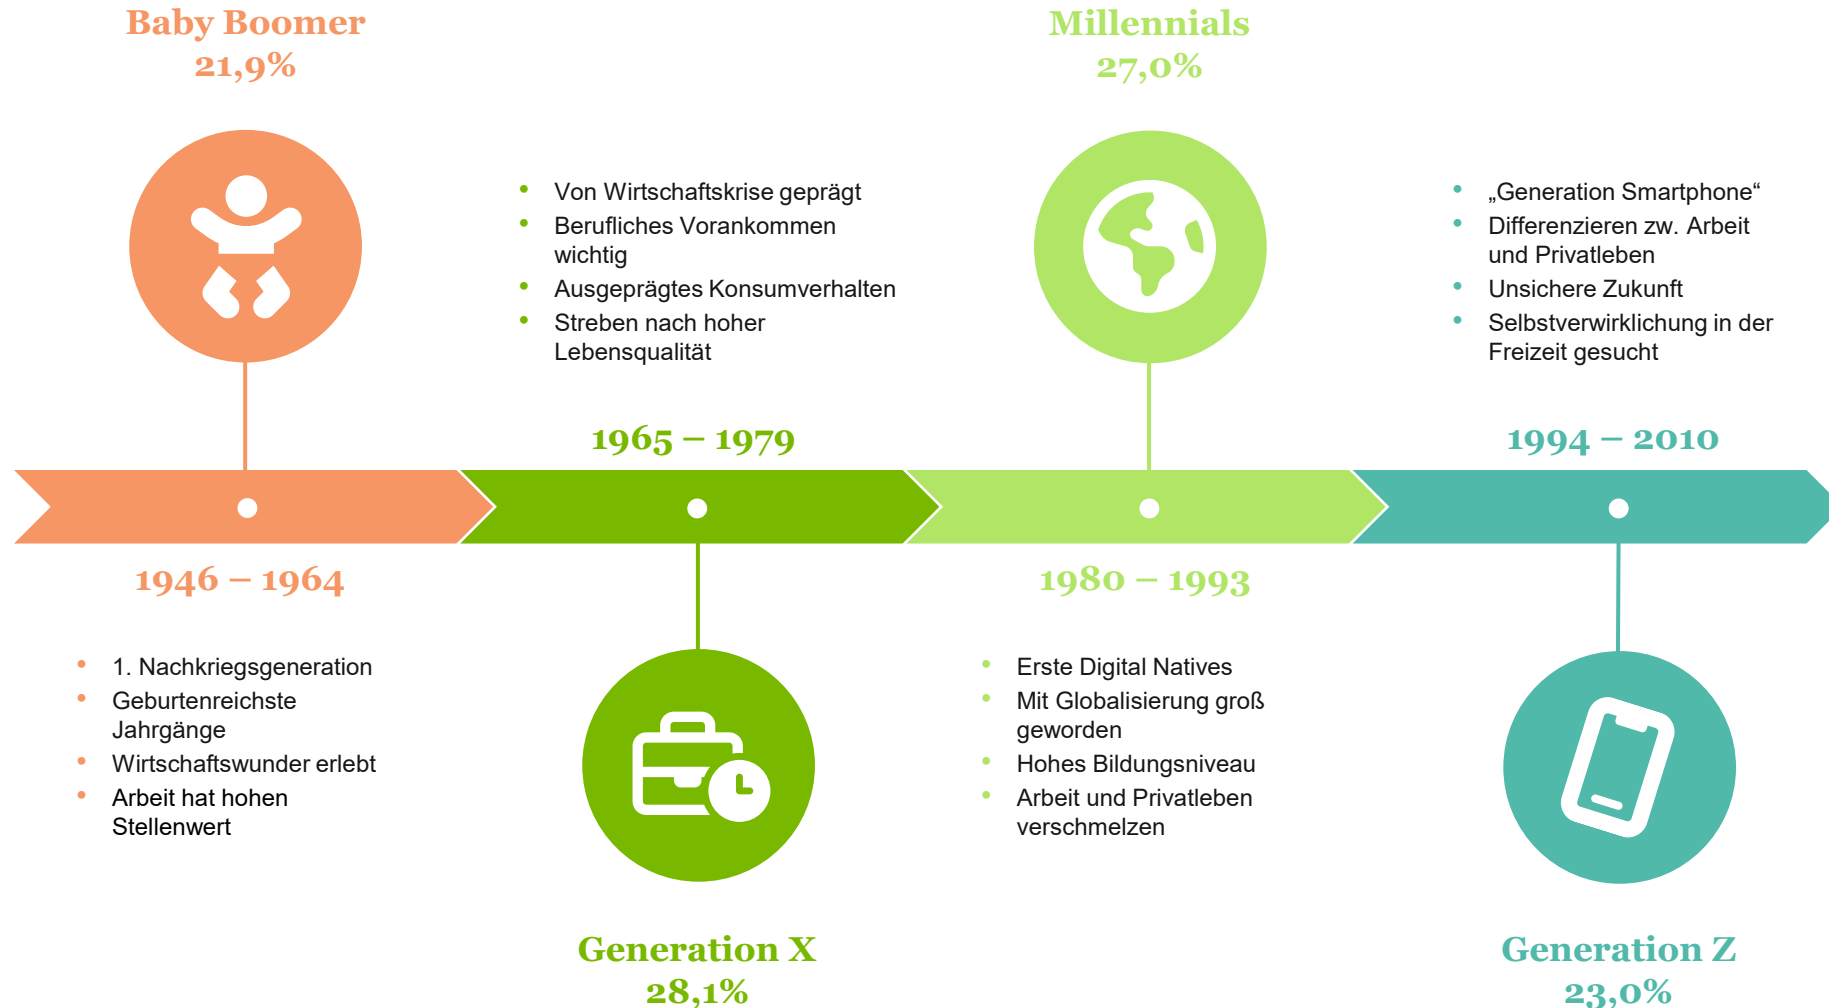 Baby Boomer
21,9%
1946 – 1964
• 1. Nachkriegsgeneration
• Geburtenreichste
Jahrgänge
• Wirtschaftswunder erlebt
• Arbeit hat hohen
Stellenwert
• Von Wirtschaftskrise geprägt
• Berufliches Vorankommen
wichtig
• Ausgeprägtes Konsumverhalten
• Streben nach hoher
Lebensqualität
1965 – 1979
Generation X
28,1%
Millennials
27,0%
1980 – 1993
• Erste Digital Natives
• Mit Globalisierung groß
geworden
• Hohes Bildungsniveau
• Arbeit und Privatleben
verschmelzen
• „Generation Smartphone“
• Differenzieren zw. Arbeit
und Privatleben
• Unsichere Zukunft
• Selbstverwirklichung in der
Freizeit gesucht
1994 – 2010
Generation Z
23,0%